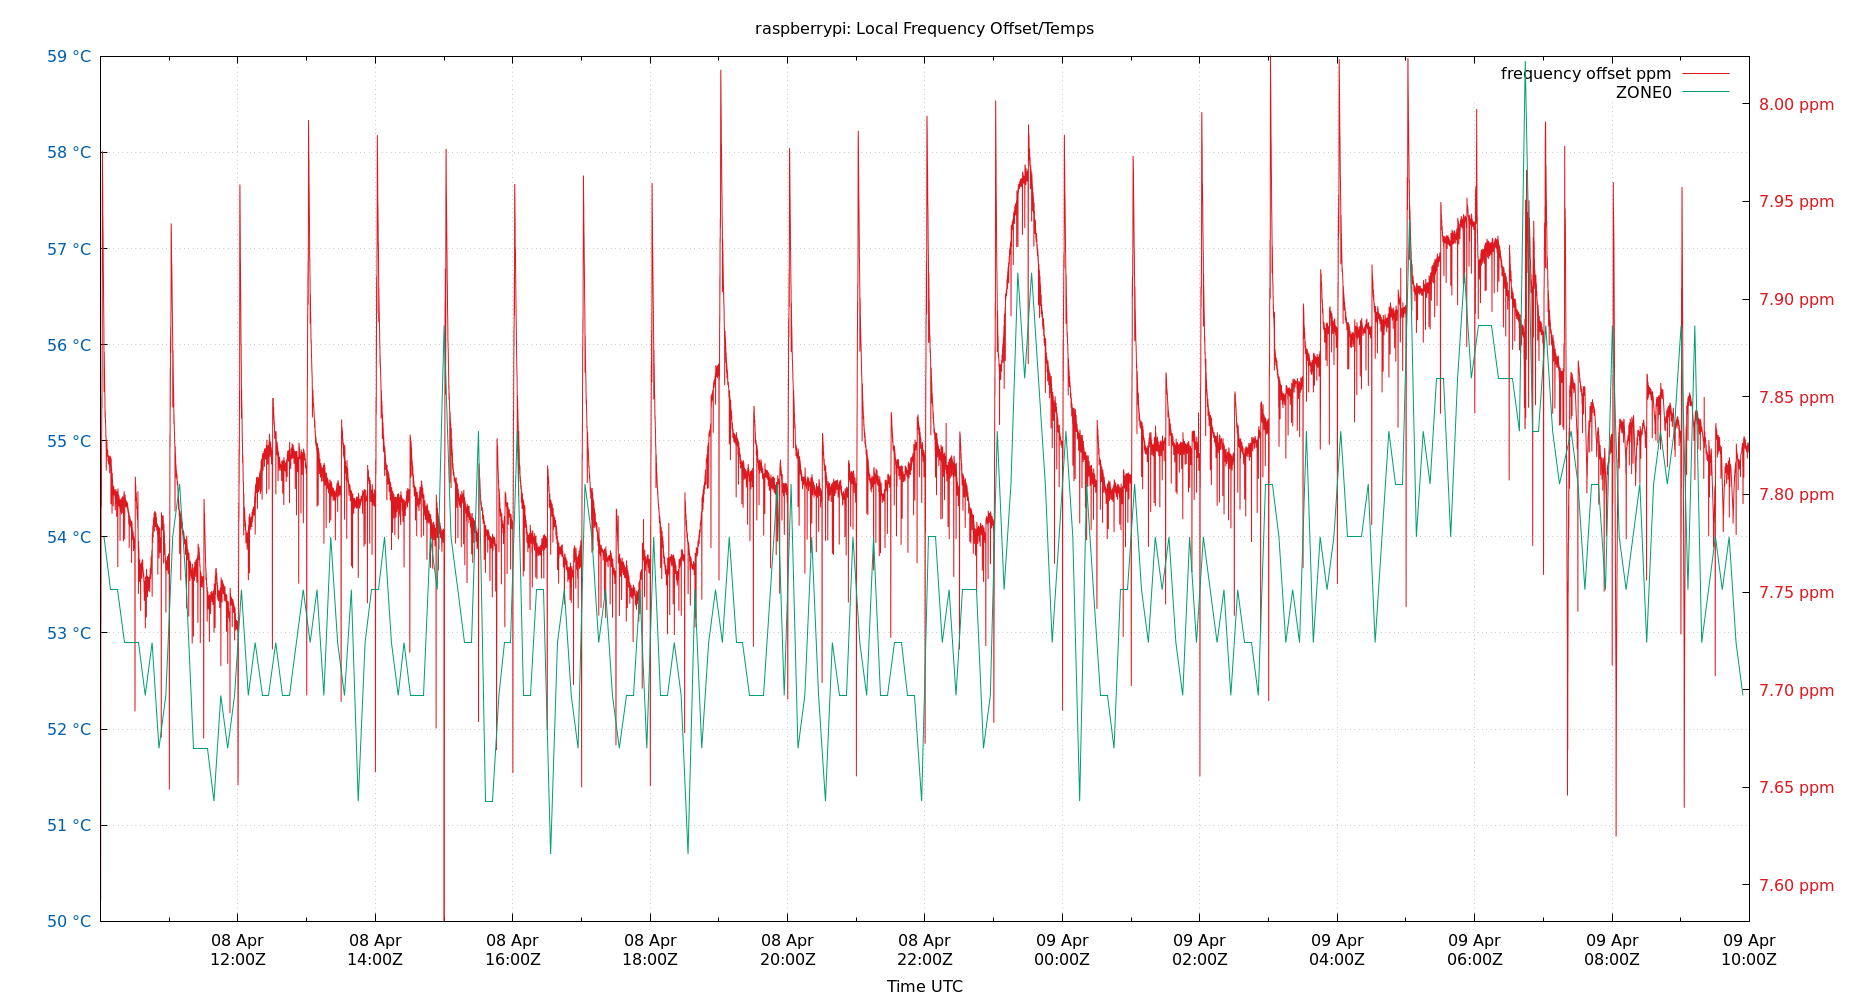 raspberrypi: Local Frequency Offset/Temps
59 °C
58 °C
57 °C
56 °C
55 °C
54 °C
53 °C
52 °C
51 °C
50 °C
frequency offset ppm
ZONE0
8.00 ppm
7.95 ppm
7.90 ppm
7.85 ppm
7.80 ppm
7.75 ppm
7.70 ppm
7.65 ppm
7.60 ppm
08 Apr
12:00Z
08 Apr
14:00Z
08 Apr
16:00Z
08 Apr
18:00Z
08 Apr
20:00Z
08 Apr
22:00Z
09 Apr
00:00Z
09 Apr
02:00Z
09 Apr
04:00Z
09 Apr
06:00Z
09 Apr
08:00Z
09 Apr
10:00Z
Time UTC